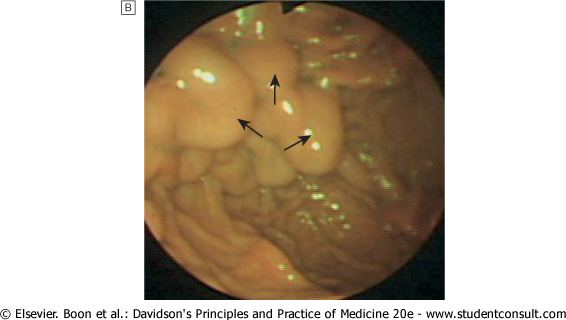 B
© Elsevier. Boon et al.: Davidson's Principles and Practice of Medicine 20e - www.studentconsult.com